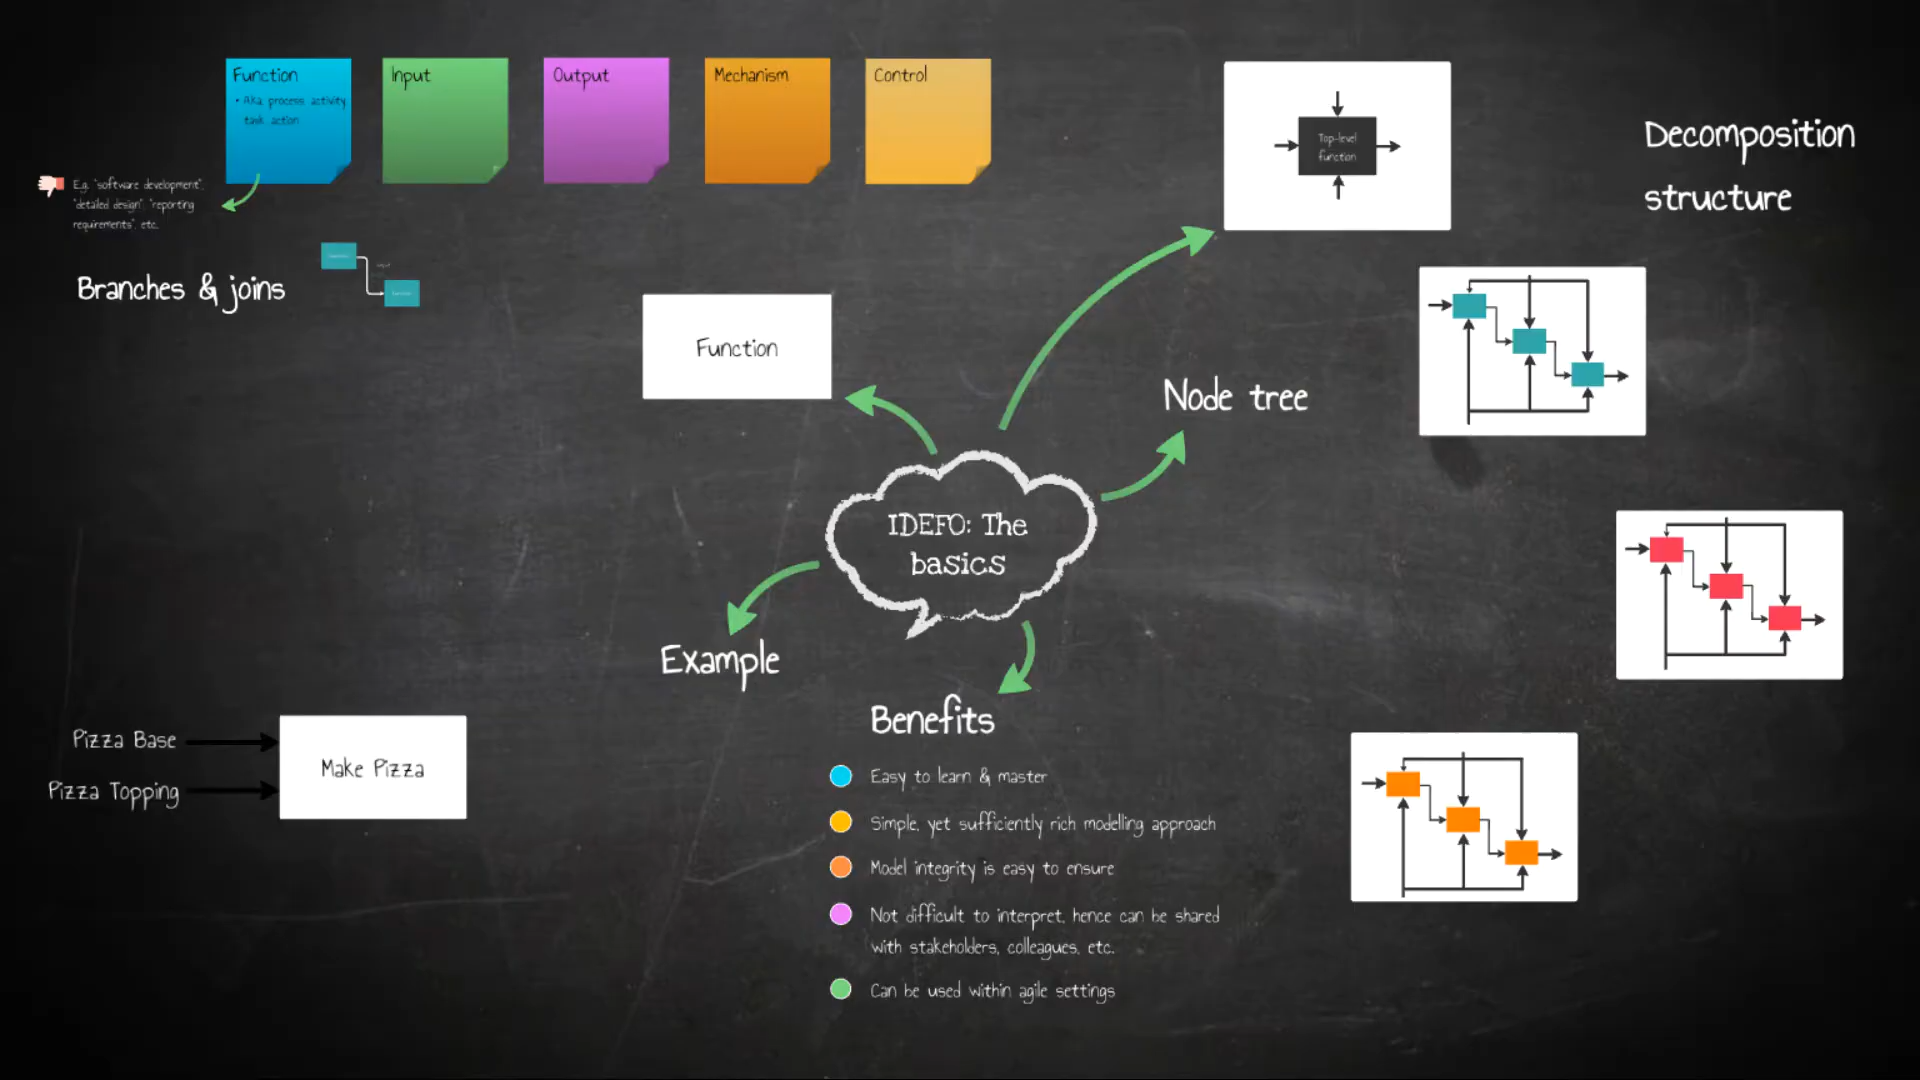 Function
• Aka. process, activity
task, action
Input
Output
Mechanism
Control
E.g. "software development",
"detailed design", "reporting
requirements", etc.
Branches & joins
Function
Top-level
function
Decomposition
structure
Node tree
IDEF0: The
basics
Example
Pizza Base
Pizza Topping
Make Pizza
Benefits
Easy to learn & master
Simple, yet sufficiently rich modelling approach
Model integrity is easy to ensure
Not difficult to interpret, hence can be shared
with stakeholders, colleagues, etc.
Can be used within agile settings